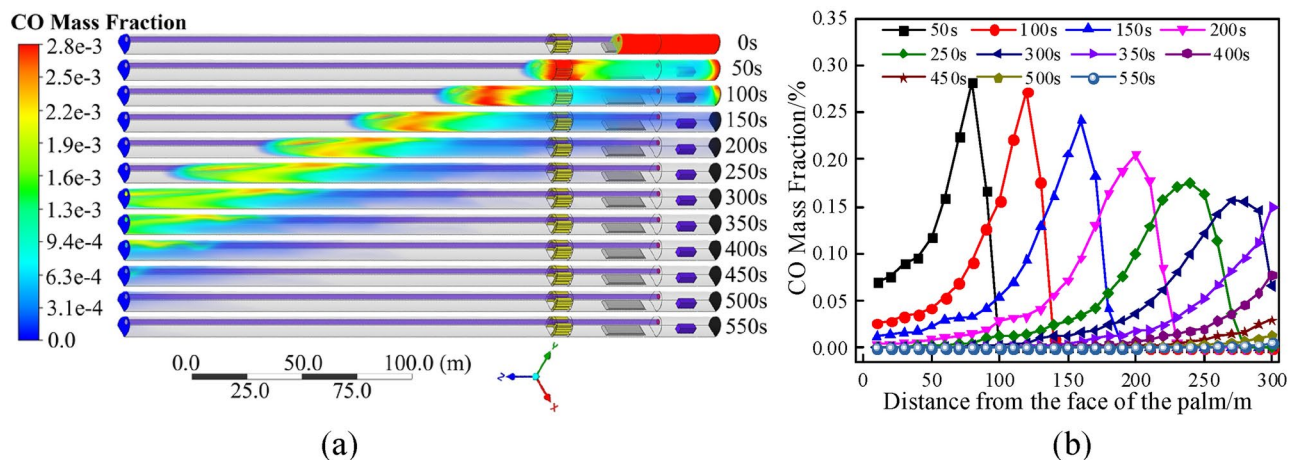 CO Mass Fraction
2.8e-3
2.5e-3
2.2e-3
1.9e-3
1.6e-3
1.3e-3
9.4e-4
6.3e-4
3.1e-4
0.0
0s
50s
100s
150s
200s
250s
300s
350s
400s
450s
500s
550s
0.0 50.0 100.0 (m)
25.0 75.0
Z Y X
(a)
CO Mass Fraction/%
0.35
0.30
0.25
0.20
0.15
0.10
0.05
0.00
50s 100s 150s 200s
250s 300s 350s 400s
450s 500s 550s
0 50 100 150 200 250 300
Distance from the face of the palm/m
(b)